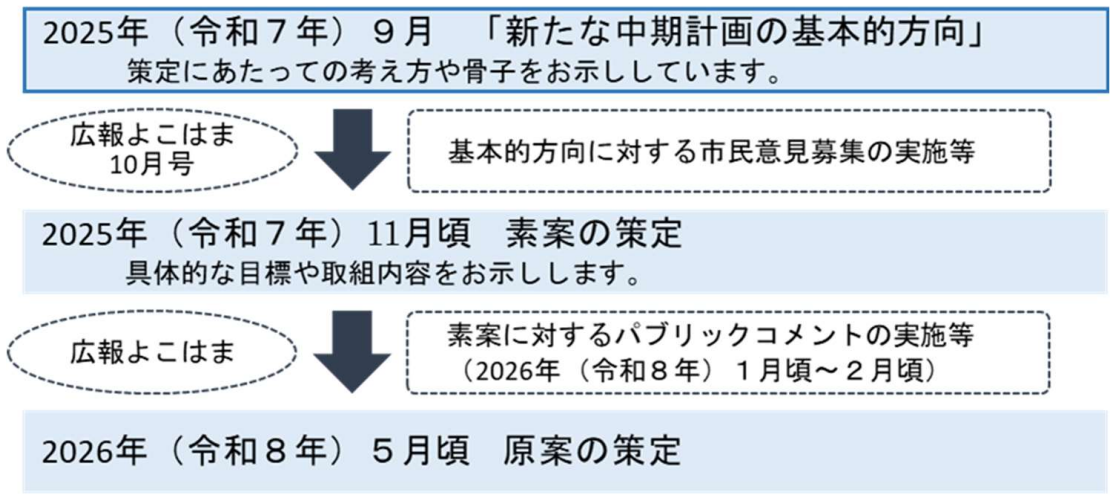 2025年（令和７年）９月　「新たな中期計画の基本的方向」
策定にあたっての考え方や骨子をお示ししています。
広報よこはま
10月号
基本的方向に対する市民意見募集の実施等
2025年（令和７年）11月頃　素案の策定
具体的な目標や取組内容をお示しします。
広報よこはま
素案に対するパブリックコメントの実施等
（2026年（令和８年）１月頃～２月頃）
2026年（令和８年）５月頃　原案の策定